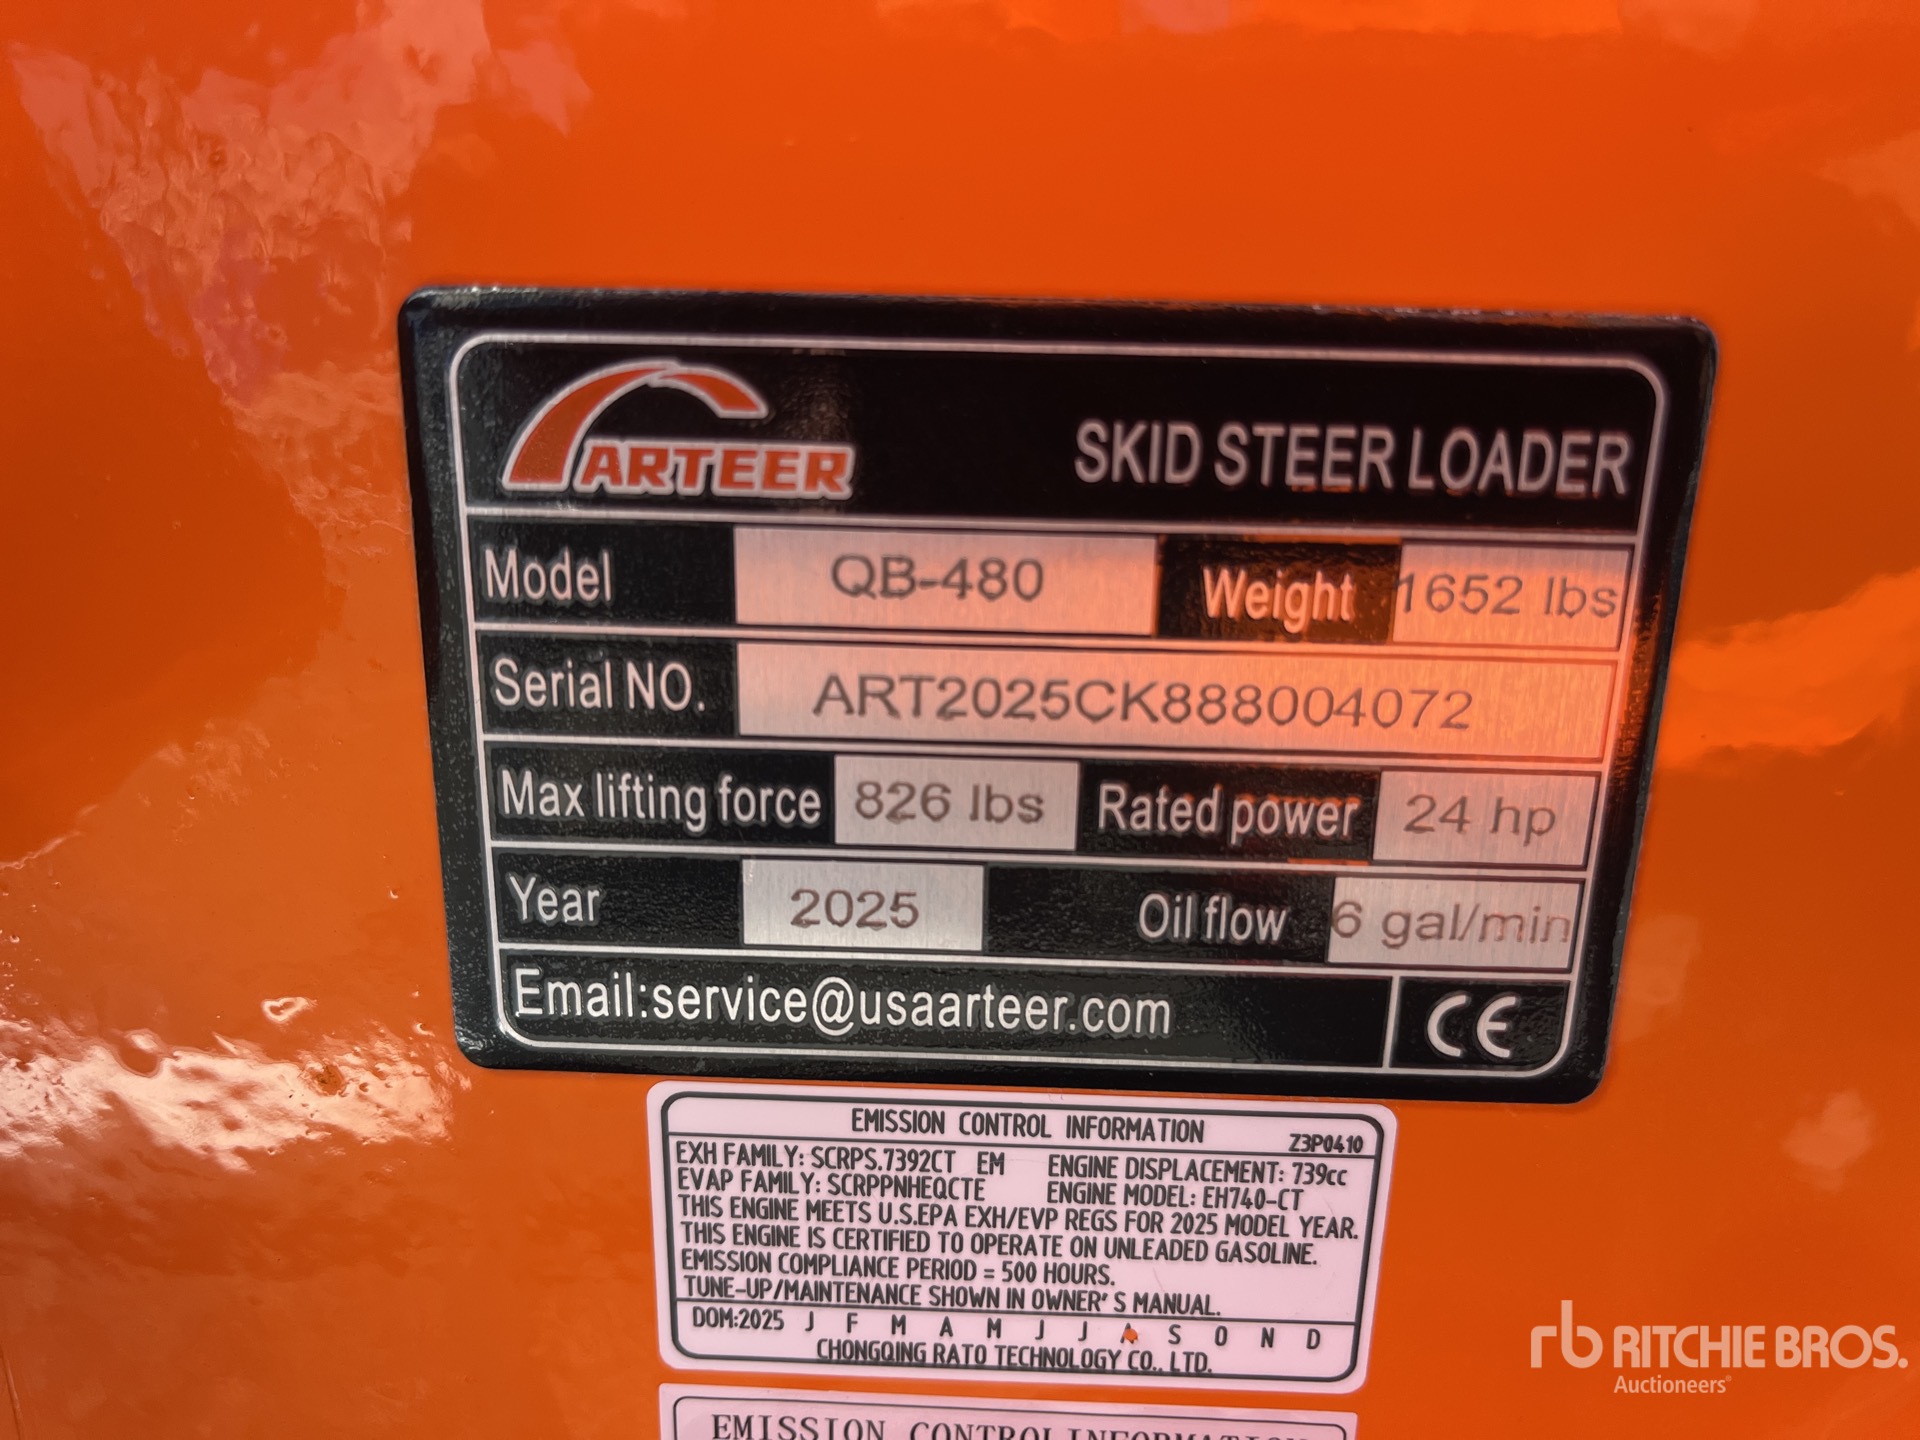 ARTEER
SKID STEER LOADER
Model QB-480 Weight 1652 lbs
Serial NO. ART2025CK888004072
Max lifting force 826 lbs Rated power 24 hp
Year 2025 Oil flow 6 gal/min
Email:service@usaarteer.com CE
EMISSION CONTROL INFORMATION Z3P0410
EXH FAMILY: SCRPS.7392CT EM ENGINE DISPLACEMENT: 739cc
EVAP FAMILY: SCRPPNHEQCTE ENGINE MODEL: EH740-CT
THIS ENGINE MEETS U.S.EPA EXH/EVP REGS FOR 2025 MODEL YEAR.
THIS ENGINE IS CERTIFIED TO OPERATE ON UNLEADED GASOLINE.
EMISSION COMPLIANCE PERIOD = 500 HOURS.
TUNE-UP/MAINTENANCE SHOWN IN OWNER'S MANUAL.
DOM:2025 J F M A M J J A S O N D
CHONGQING RATO TECHNOLOGY CO., LTD.
EMISSION CONTROL INFORMATION
rb RITCHIE BROS.
Auctioneers